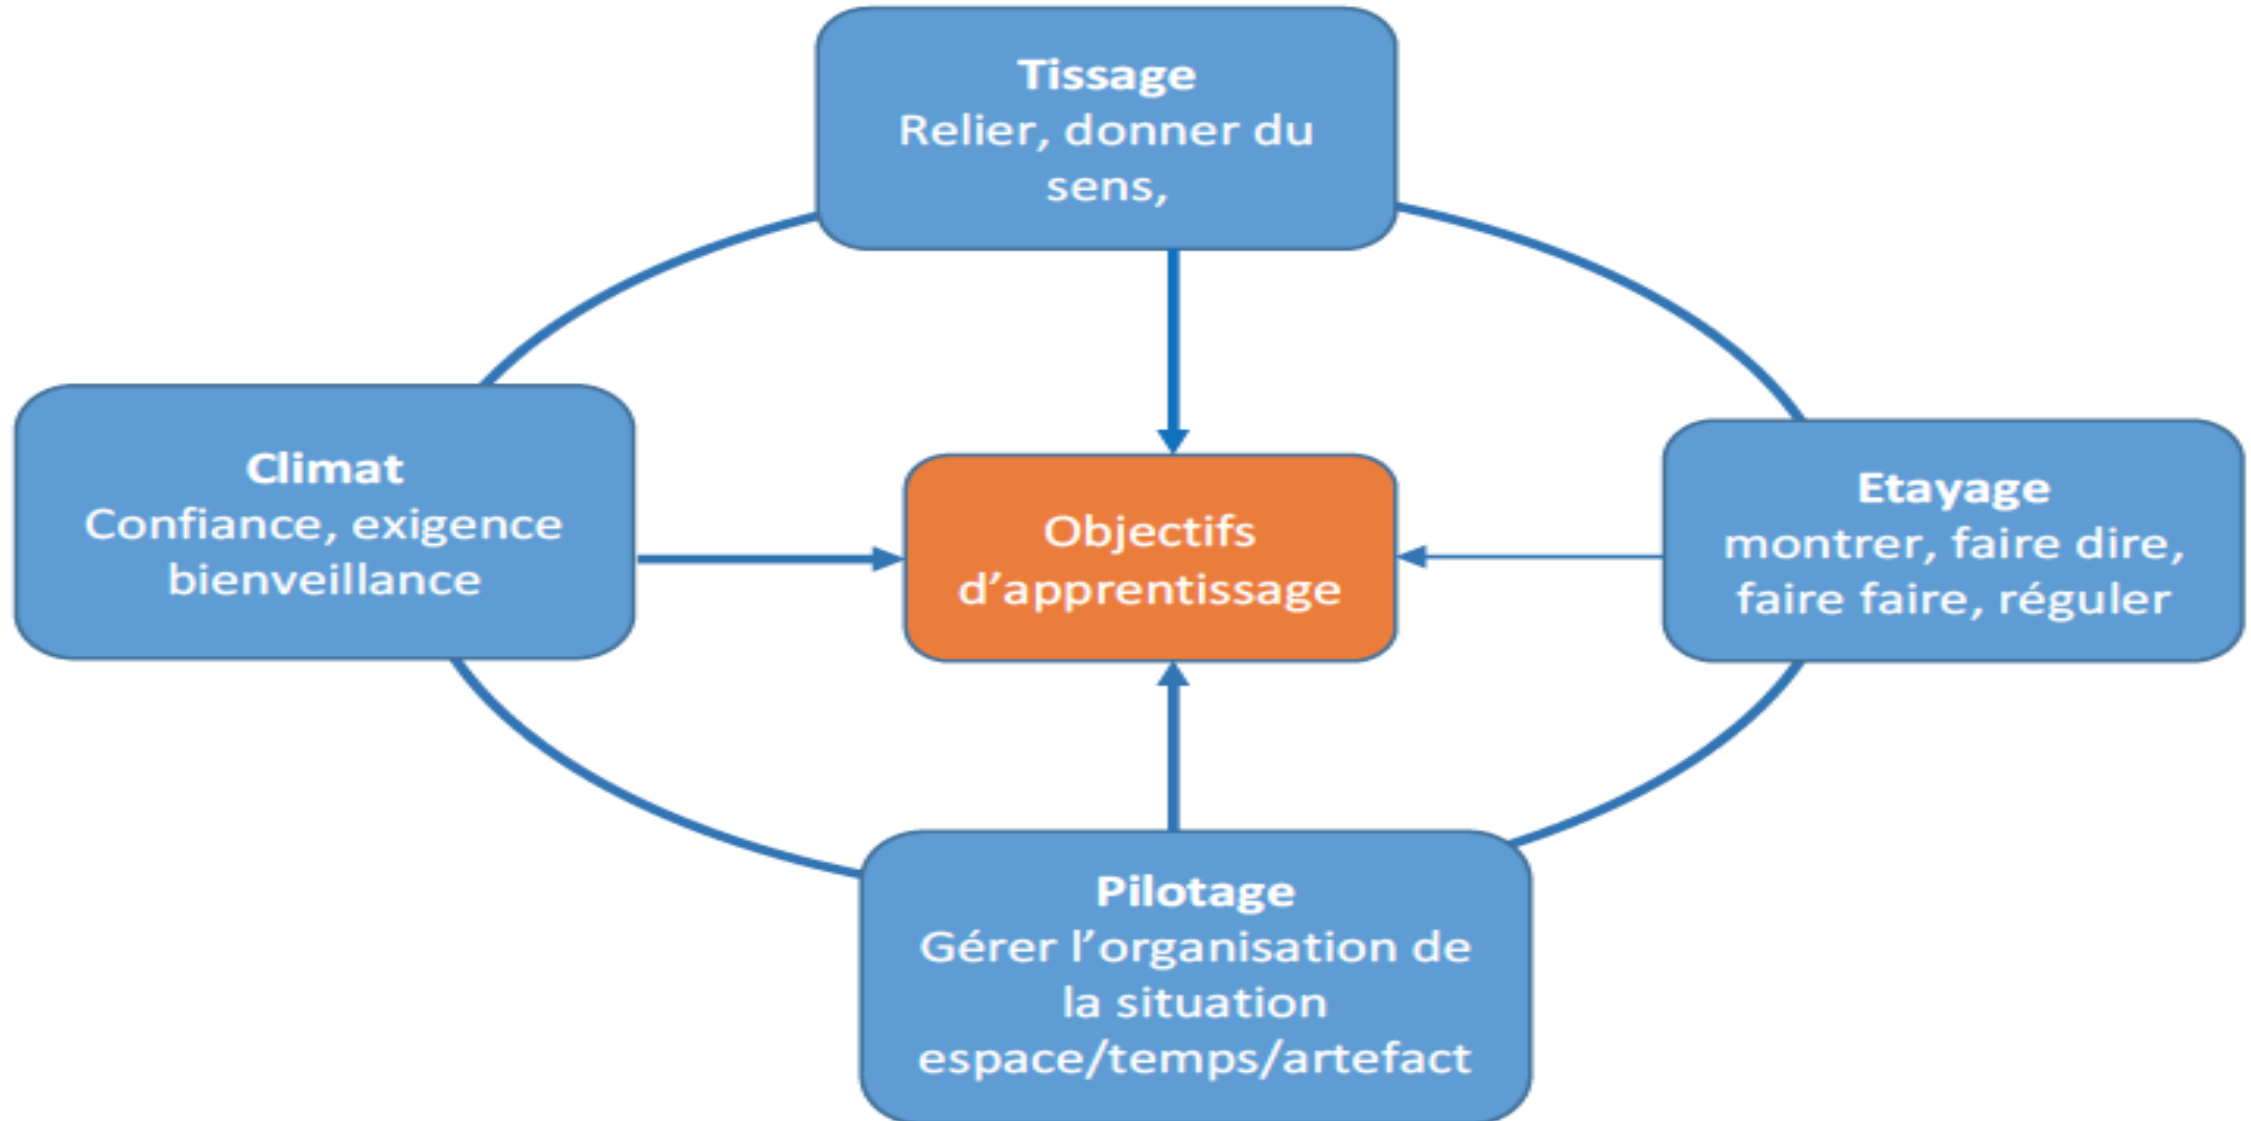 Tissage
Relier, donner du
sens,
Climat
Confiance, exigence
bienveillance
Objectifs
d’apprentissage
Etayage
montrer, faire dire,
faire faire, réguler
Pilotage
Gérer l’organisation de
la situation
espace/temps/artefact